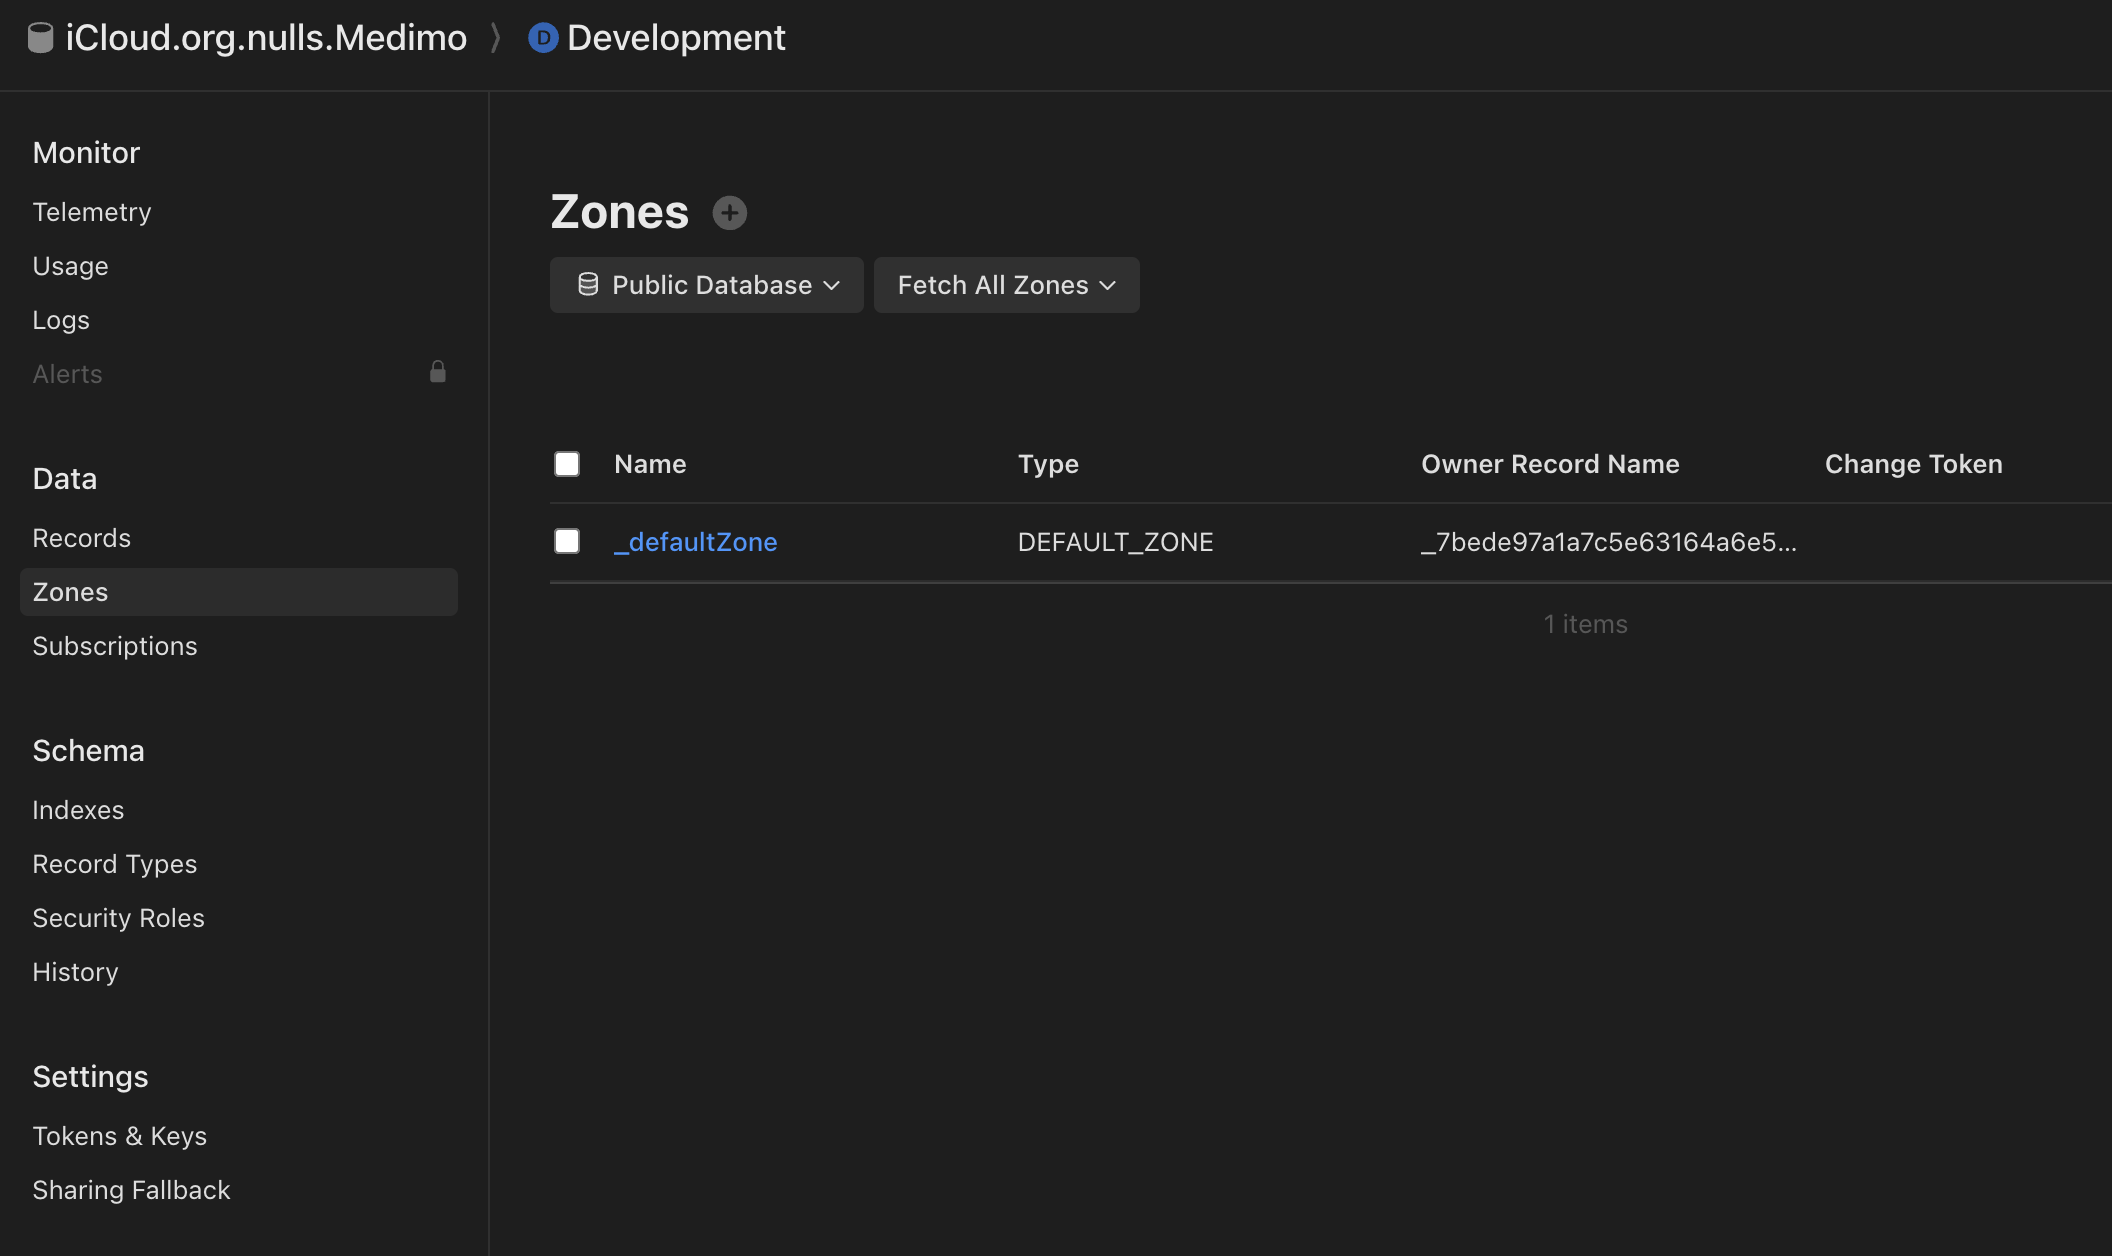 iCloud.org.nulls.Medimo
D Development
Monitor
Telemetry
Usage
Logs
Alerts
Data
Records
Zones
Subscriptions
Schema
Indexes
Record Types
Security Roles
History
Settings
Tokens & Keys
Sharing Fallback
Zones
Public Database
Fetch All Zones
Name Type Owner Record Name Change Token
_defaultZone DEFAULT_ZONE _7bede97a1a7c5e63164a6e5...
1 items